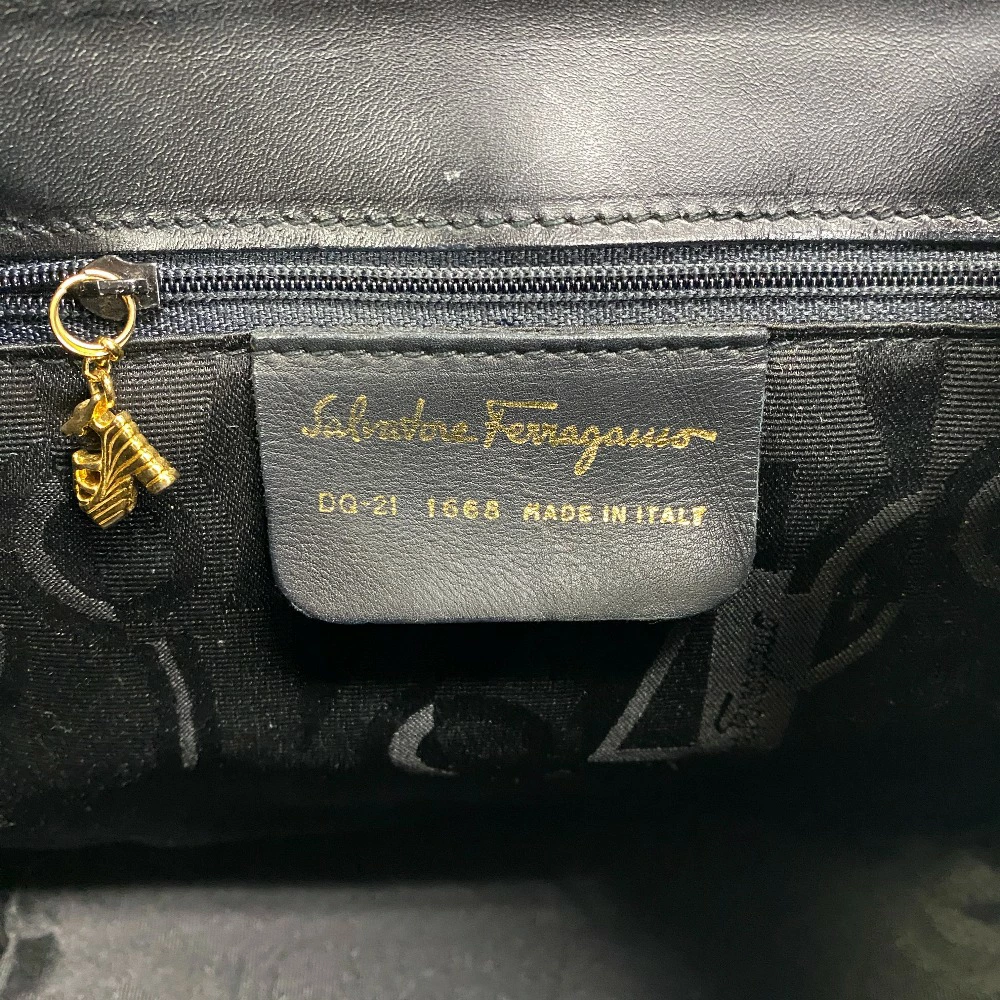 Salvatore Ferragamo
DQ-21 1668 MADE IN ITALY